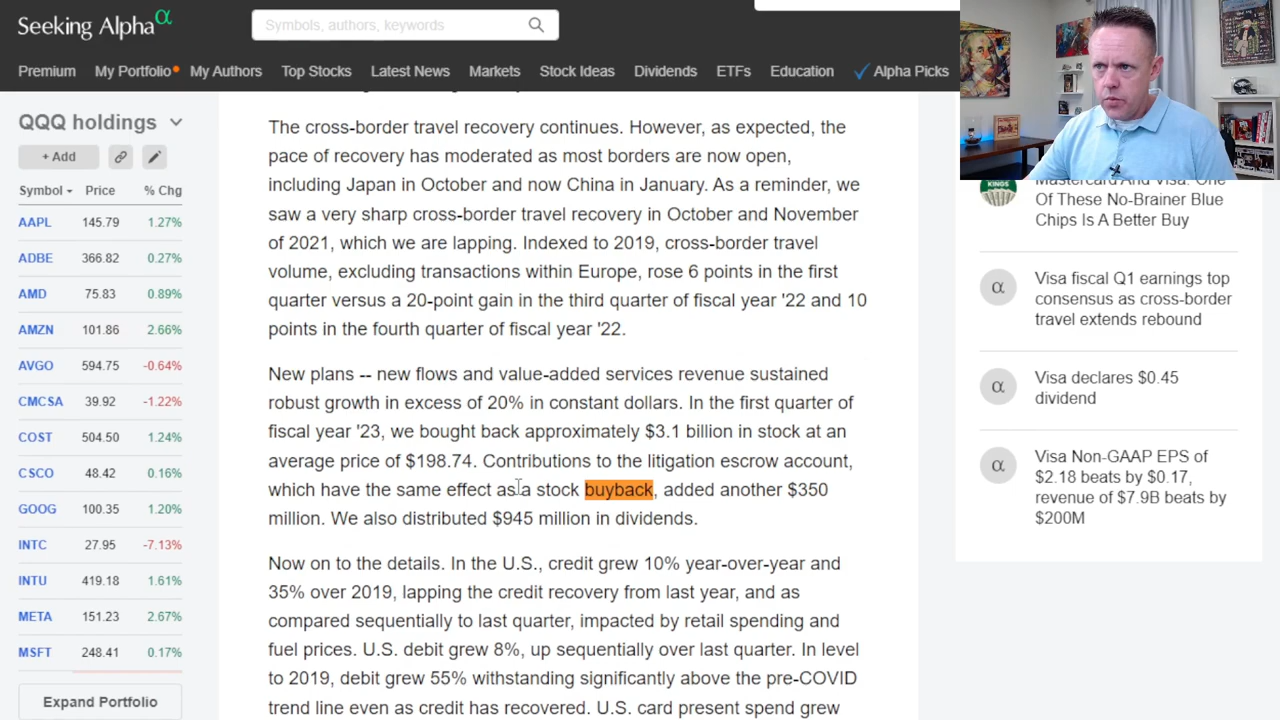 Seeking Alpha α
Symbols, authors, keywords
Premium My Portfolio My Authors Top Stocks Latest News Markets Stock Ideas Dividends ETFs Education Alpha Picks
QQQ holdings
+ Add
Symbol Price % Chg
AAPL 145.79 1.27%
ADBE 366.82 0.27%
AMD 75.83 0.89%
AMZN 101.86 2.66%
AVGO 594.75 -0.64%
CMCSA 39.92 -1.22%
COST 504.50 1.24%
CSCO 48.42 0.16%
GOOG 100.35 1.20%
INTC 27.95 -7.13%
INTU 419.18 1.61%
META 151.23 2.67%
MSFT 248.41 0.17%
Expand Portfolio
The cross-border travel recovery continues. However, as expected, the
pace of recovery has moderated as most borders are now open,
including Japan in October and now China in January. As a reminder, we
saw a very sharp cross-border travel recovery in October and November
of 2021, which we are lapping. Indexed to 2019, cross-border travel
volume, excluding transactions within Europe, rose 6 points in the first
quarter versus a 20-point gain in the third quarter of fiscal year '22 and 10
points in the fourth quarter of fiscal year '22.
New plans -- new flows and value-added services revenue sustained
robust growth in excess of 20% in constant dollars. In the first quarter of
fiscal year '23, we bought back approximately $3.1 billion in stock at an
average price of $198.74. Contributions to the litigation escrow account,
which have the same effect as a stock buyback, added another $350
million. We also distributed $945 million in dividends.
Now on to the details. In the U.S., credit grew 10% year-over-year and
35% over 2019, lapping the credit recovery from last year, and as
compared sequentially to last quarter, impacted by retail spending and
fuel prices. U.S. debit grew 8%, up sequentially over last quarter. In level
to 2019, debit grew 55% withstanding significantly above the pre-COVID
trend line even as credit has recovered. U.S. card present spend grew
KINGS
Mastercard And Visa: One
Of These No-Brainer Blue
Chips Is A Better Buy
α
Visa fiscal Q1 earnings top
consensus as cross-border
travel extends rebound
α
Visa declares $0.45
dividend
α
Visa Non-GAAP EPS of
$2.18 beats by $0.17,
revenue of $7.9B beats by
$200M